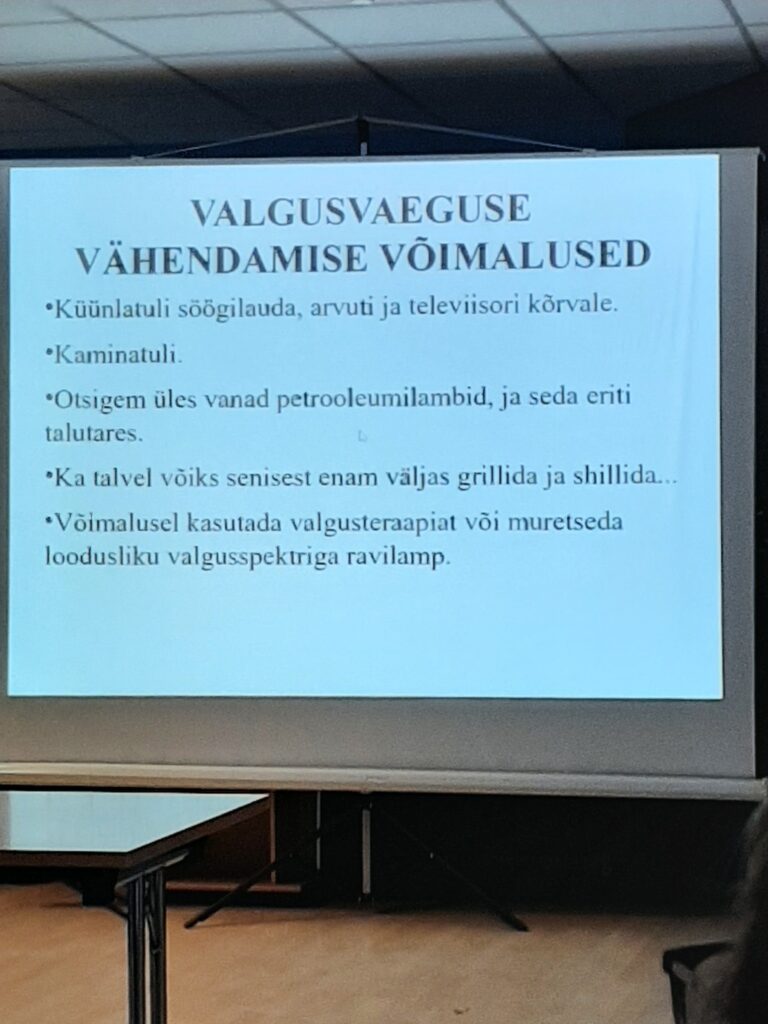 VALGUSVAEGUSE
VÄHENDAMISE VÕIMALUSED
•Küünlatuli söögilauda, arvuti ja televiisori kõrvale.
•Kaminatuli.
•Otsigem üles vanad petrooleumilambid, ja seda eriti
talutares.
•Ka talvel võiks senisest enam väljas grillida ja shillida...
•Võimalusel kasutada valgusteraapiat või muretseda
loodusliku valgusspektriga ravilamp.